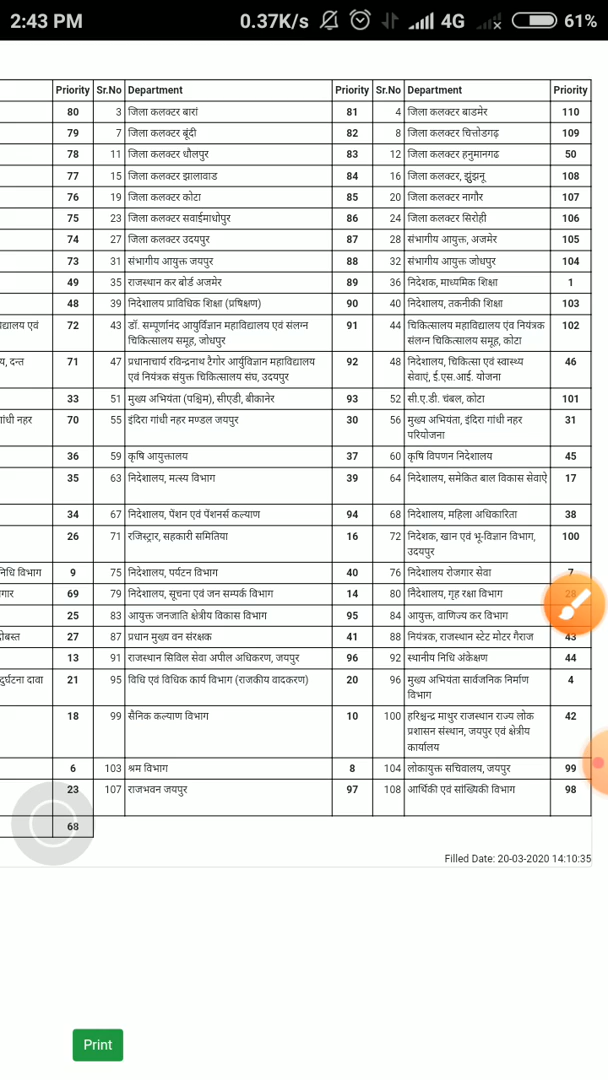 2:43 PM 0.37K/s 4G 61%
Priority Sr.No Department Priority Sr.No Department Priority
80 3 जिला कलक्टर बारां 81 4 जिला कलक्टर बाडमेर 110
79 7 जिला कलक्टर बूंदी 82 8 जिला कलक्टर चित्तोडगढ़ 109
78 11 जिला कलक्टर धौलपुर 83 12 जिला कलक्टर हनुमानगढ 50
77 15 जिला कलक्टर झालावाड 84 16 जिला कलक्टर, झुंझनू 108
76 19 जिला कलक्टर कोटा 85 20 जिला कलक्टर नागौर 107
75 23 जिला कलक्टर सवाईमाधोपुर 86 24 जिला कलक्टर सिरोही 106
74 27 जिला कलक्टर उदयपुर 87 28 संभागीय आयुक्त, अजमेर 105
73 31 संभागीय आयुक्त जयपुर 88 32 संभागीय आयुक्त जोधपुर 104
49 35 राजस्थान कर बोर्ड अजमेर 89 36 निदेशक, माध्यमिक शिक्षा 1
48 39 निदेशालय प्राविधिक शिक्षा (प्रषिक्षण) 90 40 निदेशालय, तकनीकी शिक्षा 103
द्यालय एवं 72 43 डॉ. सम्पूर्णानंद आयुर्विज्ञान महाविद्यालय एवं संलग्न 91 44 चिकित्सालय महाविद्यालय एंव नियत्रक 102
चिकित्सालय समूह, जोधपुर संलग्न चिकित्सालय समूह, कोटा
य, दन्त 71 47 प्रधानाचार्य रविन्द्रनाथ टैगोर आर्युविज्ञान महाविद्यालय 92 48 निदेशालय, चिकित्सा एवं स्वास्थ्य 46
एवं नियत्रक संयुक्त चिकित्सालय संघ, उदयपुर सेवाएं, ई.एस.आई. योजना
33 51 मुख्य अभियंता (पश्चिम), सीएडी, बीकानेर 93 52 सी.ए.डी. चंबल, कोटा 101
गांधी नहर 70 55 इंदिरा गांधी नहर मण्डल जयपुर 30 56 मुख्य अभियंता, इंदिरा गांधी नहर 31
परियोजना
36 59 कृषि आयुक्तालय 37 60 कृषि विपणन निदेशालय 45
35 63 निदेशालय, मत्स्य विभाग 39 64 निदेशालय, समेकित बाल विकास सेवाऐ 17
34 67 निदेशालय, पेंशन एवं पेंशनर्स कल्याण 94 68 निदेशालय, महिला अधिकारिता 38
26 71 रजिस्ट्रार, सहकारी समितिया 16 72 निदेशक, खान एवं भू-विज्ञान विभाग, 100
उदयपुर
निधि विभाग 9 75 निदेशालय, पर्यटन विभाग 40 76 निदेशालय रोजगार सेवा 7
गार 69 79 निदेशालय, सूचना एवं जन सम्पर्क विभाग 14 80 निेदेशालय, गृह रक्षा विभाग 28
25 83 आयुक्त जनजाति क्षेत्रीय विकास विभाग 95 84 आयुक्त, वाणिज्य कर विभाग
ोबस्त 27 87 प्रधान मुख्य वन संरक्षक 41 88 नियत्रक, राजस्थान स्टेट मोटर गैराज 43
13 91 राजस्थान सिविल सेवा अपील अधिकरण, जयपुर 96 92 स्थानीय निधि अंकेक्षण 44
दुर्घटना दावा 21 95 विधि एवं विधिक कार्य विभाग (राजकीय वादकरण) 20 96 मुख्य अभियंता सार्वजनिक निर्माण 4
विभाग
18 99 सैनिक कल्याण विभाग 10 100 हरिश्चन्द्र माथुर राजस्थान राज्य लोक 42
प्रशासन संस्थान, जयपुर एवं क्षेत्रीय
कार्यालय
6 103 श्रम विभाग 8 104 लोकायुक्त सचिवालय, जयपुर 99
23 107 राजभवन जयपुर 97 108 आर्थिकी एवं सांख्यिकी विभाग 98
68
Filled Date: 20-03-2020 14:10:35
Print